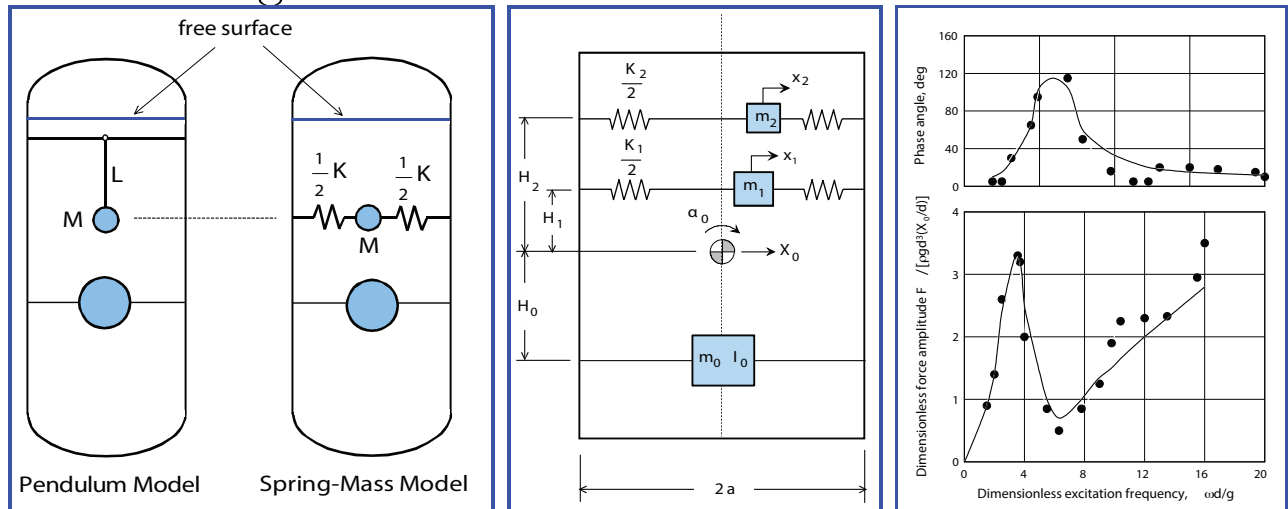 free surface
L
M
1
2
K
1
2
K
M
Pendulum Model
Spring-Mass Model
K2
2
x2
m2
K1
2
x1
m1
H2
H1
α0
X0
H0
m0 I0
2a
Phase angle, deg
160
120
80
40
0
Dimensionless force amplitude F /[ρgd³(X0/d)]
4
3
2
1
0
0 4 8 12 16 20
Dimensionless excitation frequency, ωd/g